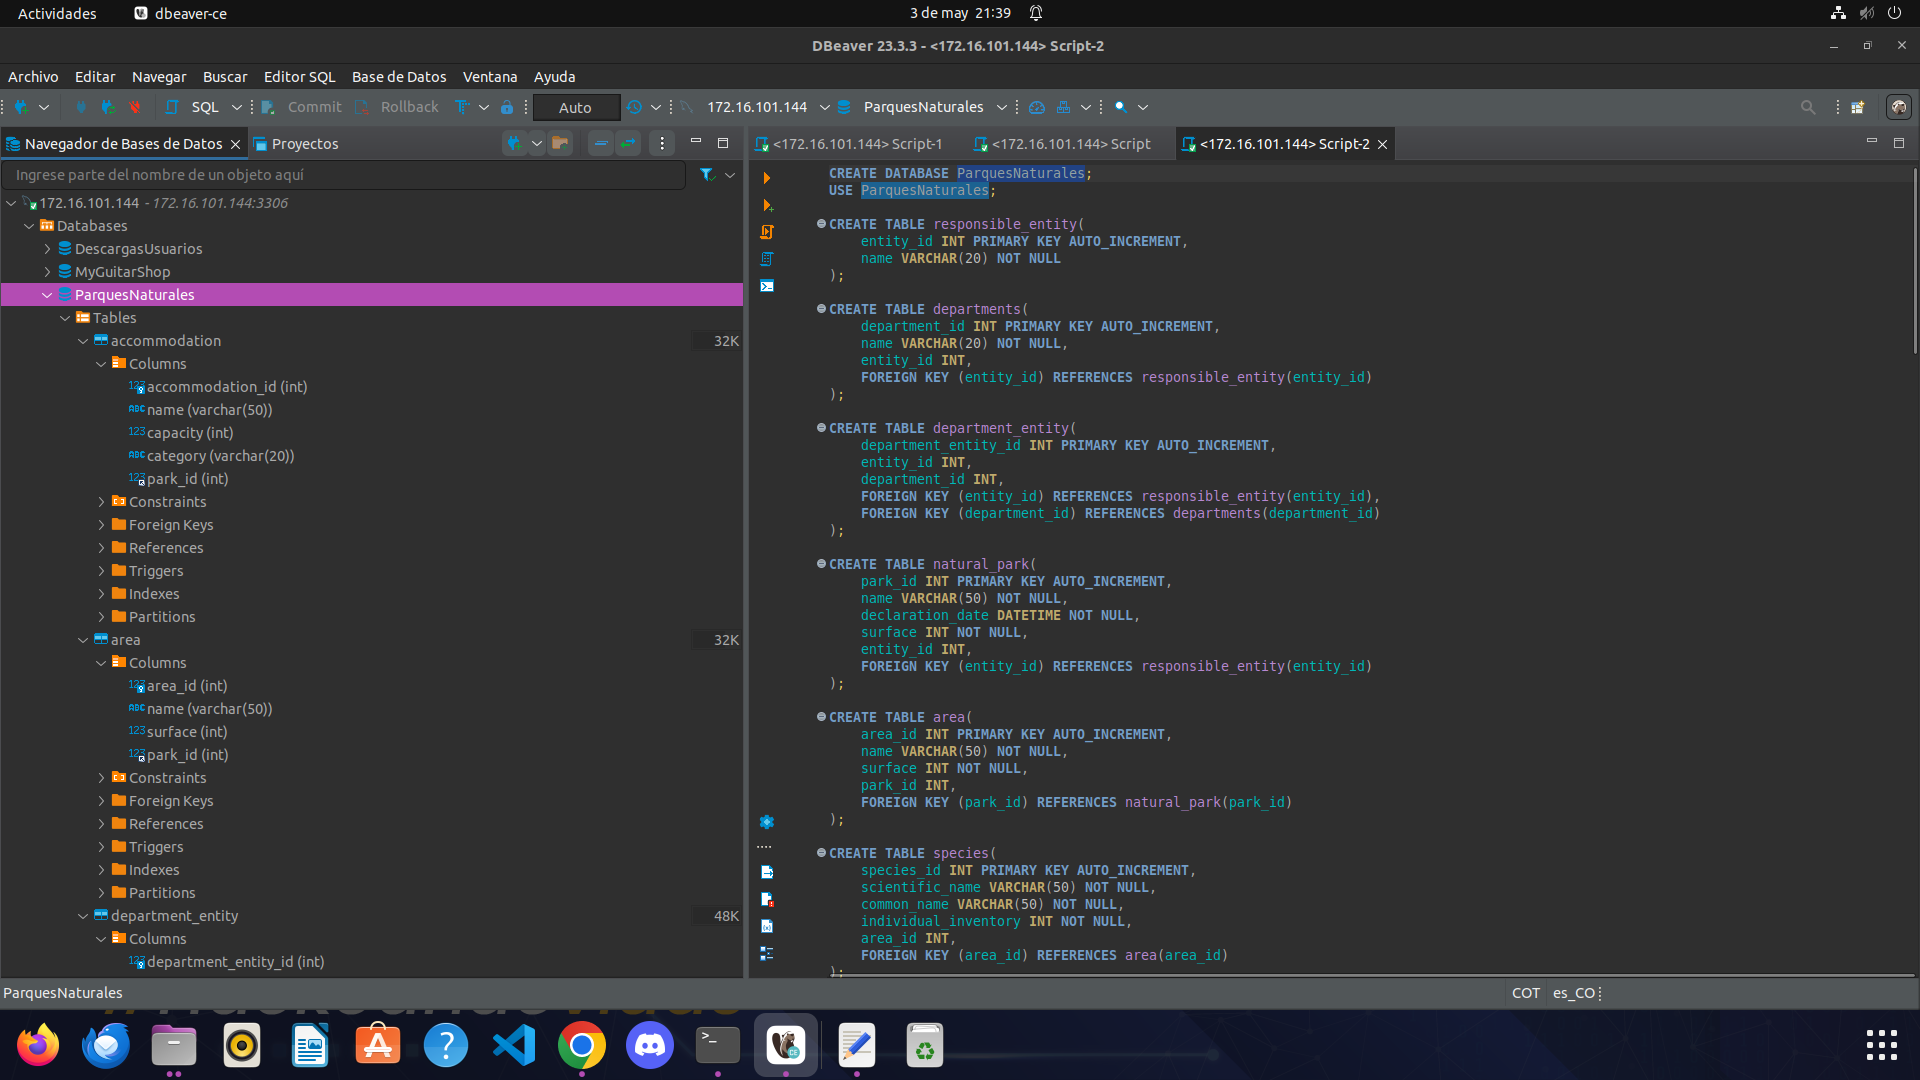 Actividades
dbeaver-ce
3 de may 21:39
DBeaver 23.3.3 - <172.16.101.144> Script-2
Archivo Editar Navegar Buscar Editor SQL Base de Datos Ventana Ayuda
SQL Commit Rollback Auto 172.16.101.144 ParquesNaturales
Navegador de Bases de Datos Proyectos
Ingrese parte del nombre de un objeto aquí
172.16.101.144 - 172.16.101.144:3306
Databases
DescargasUsuarios
MyGuitarShop
ParquesNaturales
Tables
accommodation 32K
Columns
accommodation_id (int)
name (varchar(50))
capacity (int)
category (varchar(20))
park_id (int)
Constraints
Foreign Keys
References
Triggers
Indexes
Partitions
area 32K
Columns
area_id (int)
name (varchar(50))
surface (int)
park_id (int)
Constraints
Foreign Keys
References
Triggers
Indexes
Partitions
department_entity 48K
Columns
department_entity_id (int)
<172.16.101.144> Script-1 <172.16.101.144> Script <172.16.101.144> Script-2
CREATE DATABASE ParquesNaturales;
USE ParquesNaturales;
CREATE TABLE responsible_entity(
entity_id INT PRIMARY KEY AUTO_INCREMENT,
name VARCHAR(20) NOT NULL
);
CREATE TABLE departments(
department_id INT PRIMARY KEY AUTO_INCREMENT,
name VARCHAR(20) NOT NULL,
entity_id INT,
FOREIGN KEY (entity_id) REFERENCES responsible_entity(entity_id)
);
CREATE TABLE department_entity(
department_entity_id INT PRIMARY KEY AUTO_INCREMENT,
entity_id INT,
department_id INT,
FOREIGN KEY (entity_id) REFERENCES responsible_entity(entity_id),
FOREIGN KEY (department_id) REFERENCES departments(department_id)
);
CREATE TABLE natural_park(
park_id INT PRIMARY KEY AUTO_INCREMENT,
name VARCHAR(50) NOT NULL,
declaration_date DATETIME NOT NULL,
surface INT NOT NULL,
entity_id INT,
FOREIGN KEY (entity_id) REFERENCES responsible_entity(entity_id)
);
CREATE TABLE area(
area_id INT PRIMARY KEY AUTO_INCREMENT,
name VARCHAR(50) NOT NULL,
surface INT NOT NULL,
park_id INT,
FOREIGN KEY (park_id) REFERENCES natural_park(park_id)
);
CREATE TABLE species(
species_id INT PRIMARY KEY AUTO_INCREMENT,
scientific_name VARCHAR(50) NOT NULL,
common_name VARCHAR(50) NOT NULL,
individual_inventory INT NOT NULL,
area_id INT,
FOREIGN KEY (area_id) REFERENCES area(area_id)
);
ParquesNaturales
COT es_CO